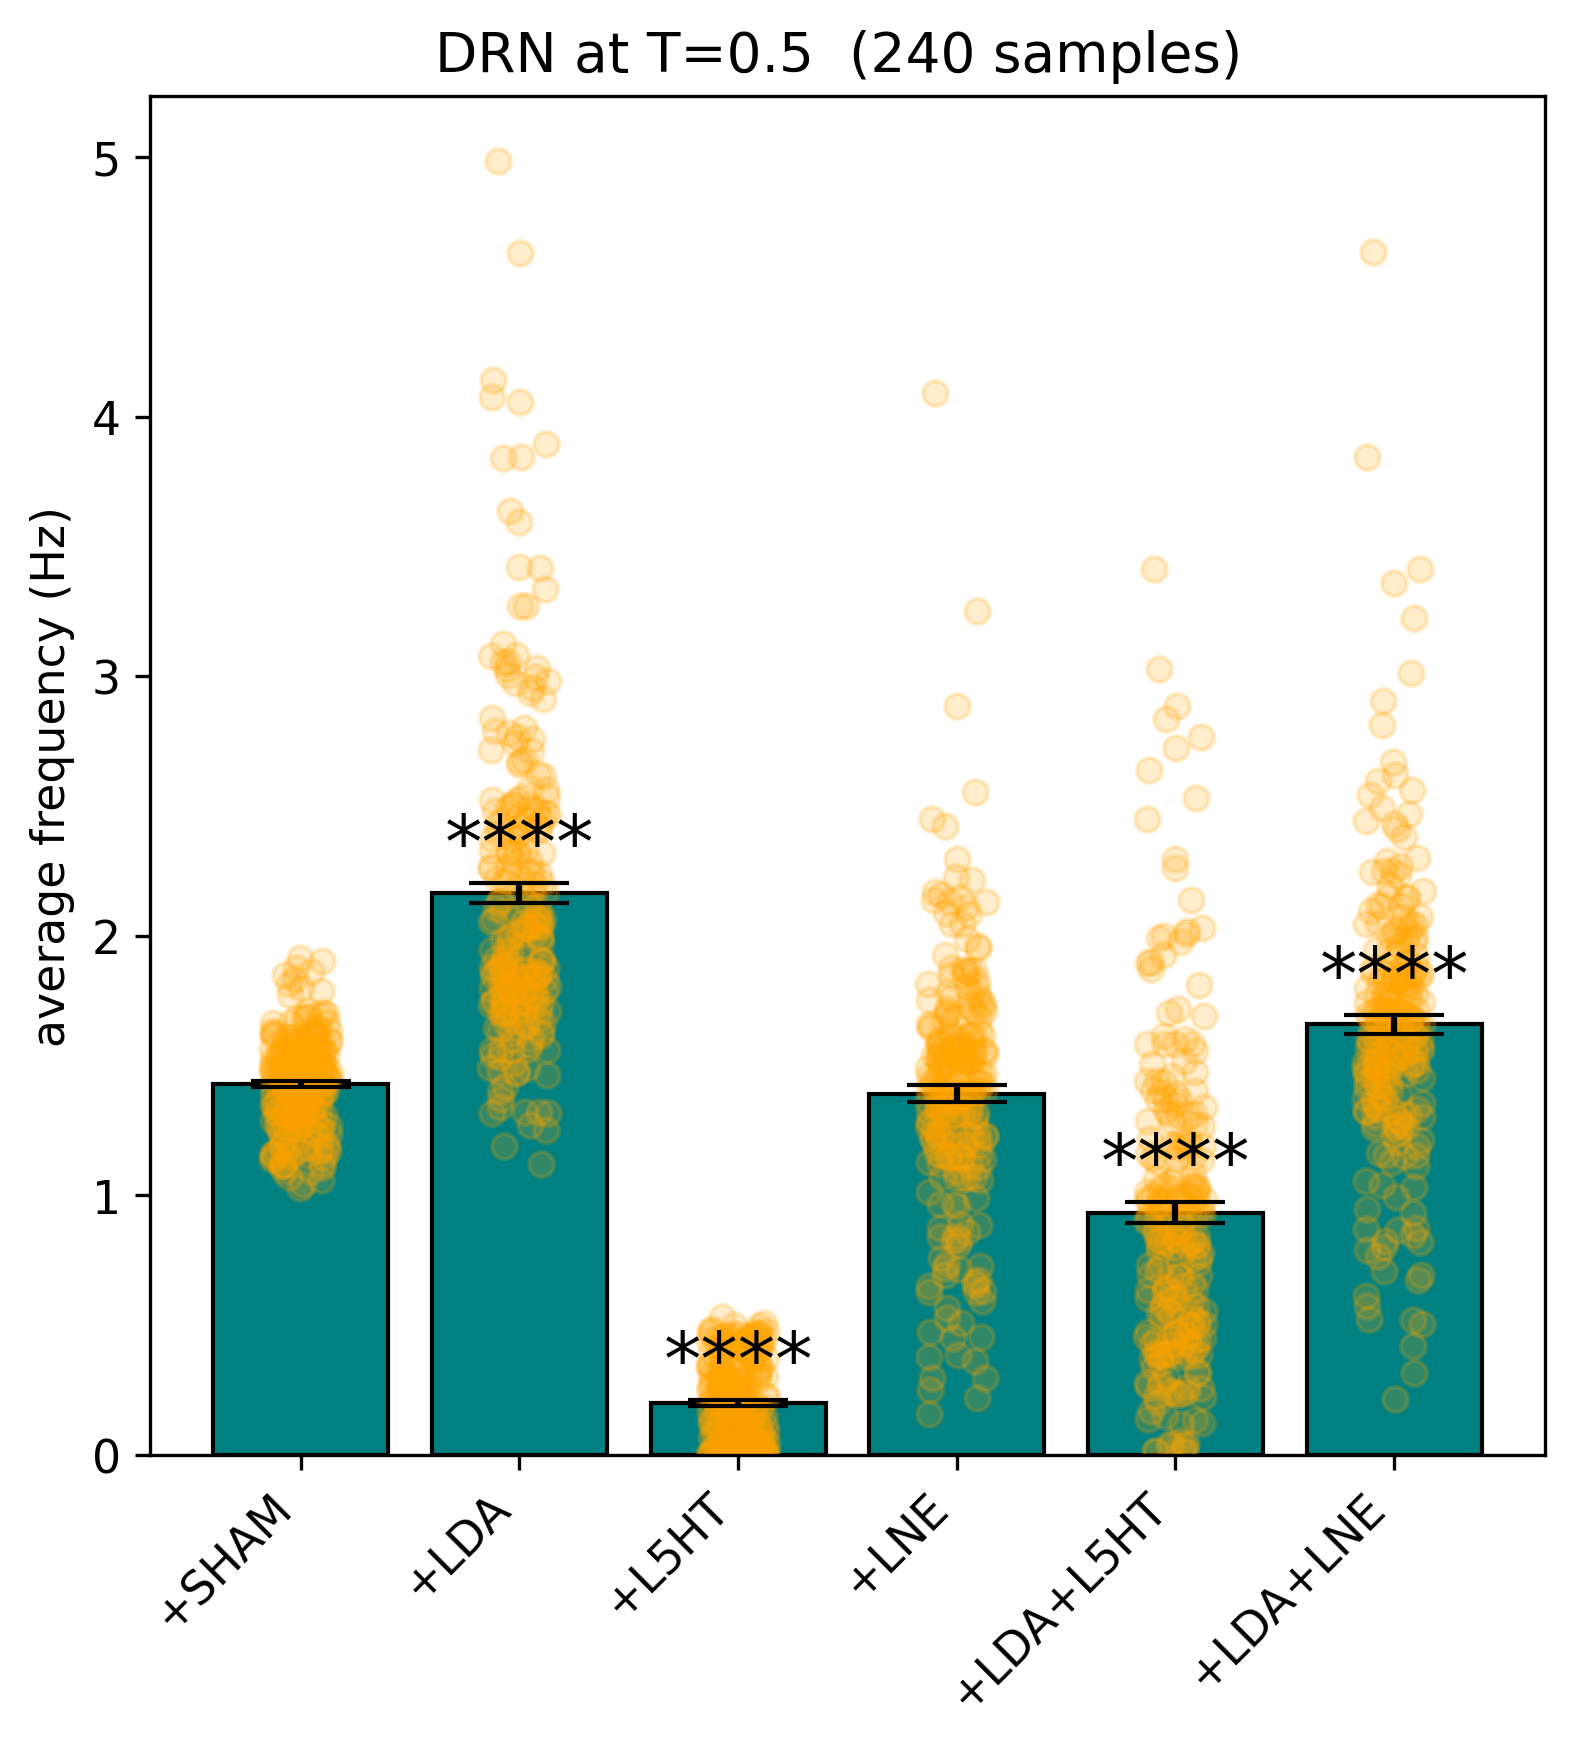 DRN at T=0.5  (240 samples)
average frequency (Hz)
5
4
3
2
1
0
****
****
****
****
****
+SHAM
+LDA
+L5HT
+LNE
+LDA+L5HT
+LDA+LNE